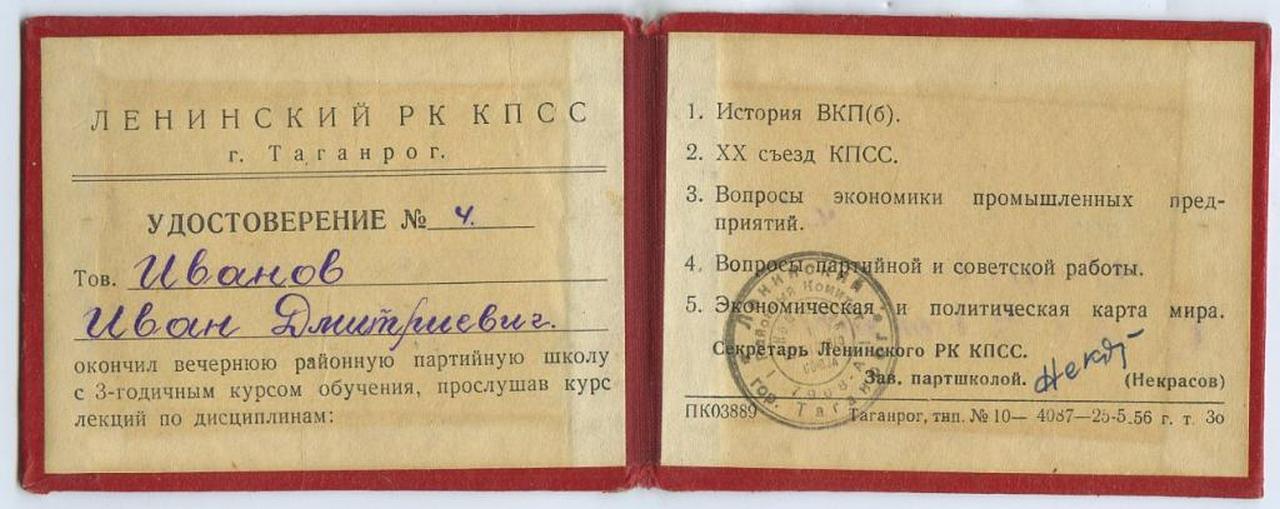 ЛЕНИНСКИЙ РК КПСС
г. Таганрог.
УДОСТОВЕРЕНИЕ № 4.
Тов. Иванов
Иван Дмитриевич.
окончил вечернюю районную партийную школу
с 3-годичным курсом обучения, прослушав курс
лекций по дисциплинам:
1. История ВКП(б).
2. XX съезд КПСС.
3. Вопросы экономики промышленных пред-
приятий.
4. Вопросы партийной и советской работы.
5. Экономическая и политическая карта мира.
Секретарь Ленинского РК КПСС.
Зав. партшколой. (Некрасов)
ПК03889 Таганрог, тип. № 10— 4087—25-5.56 г. т. 3о